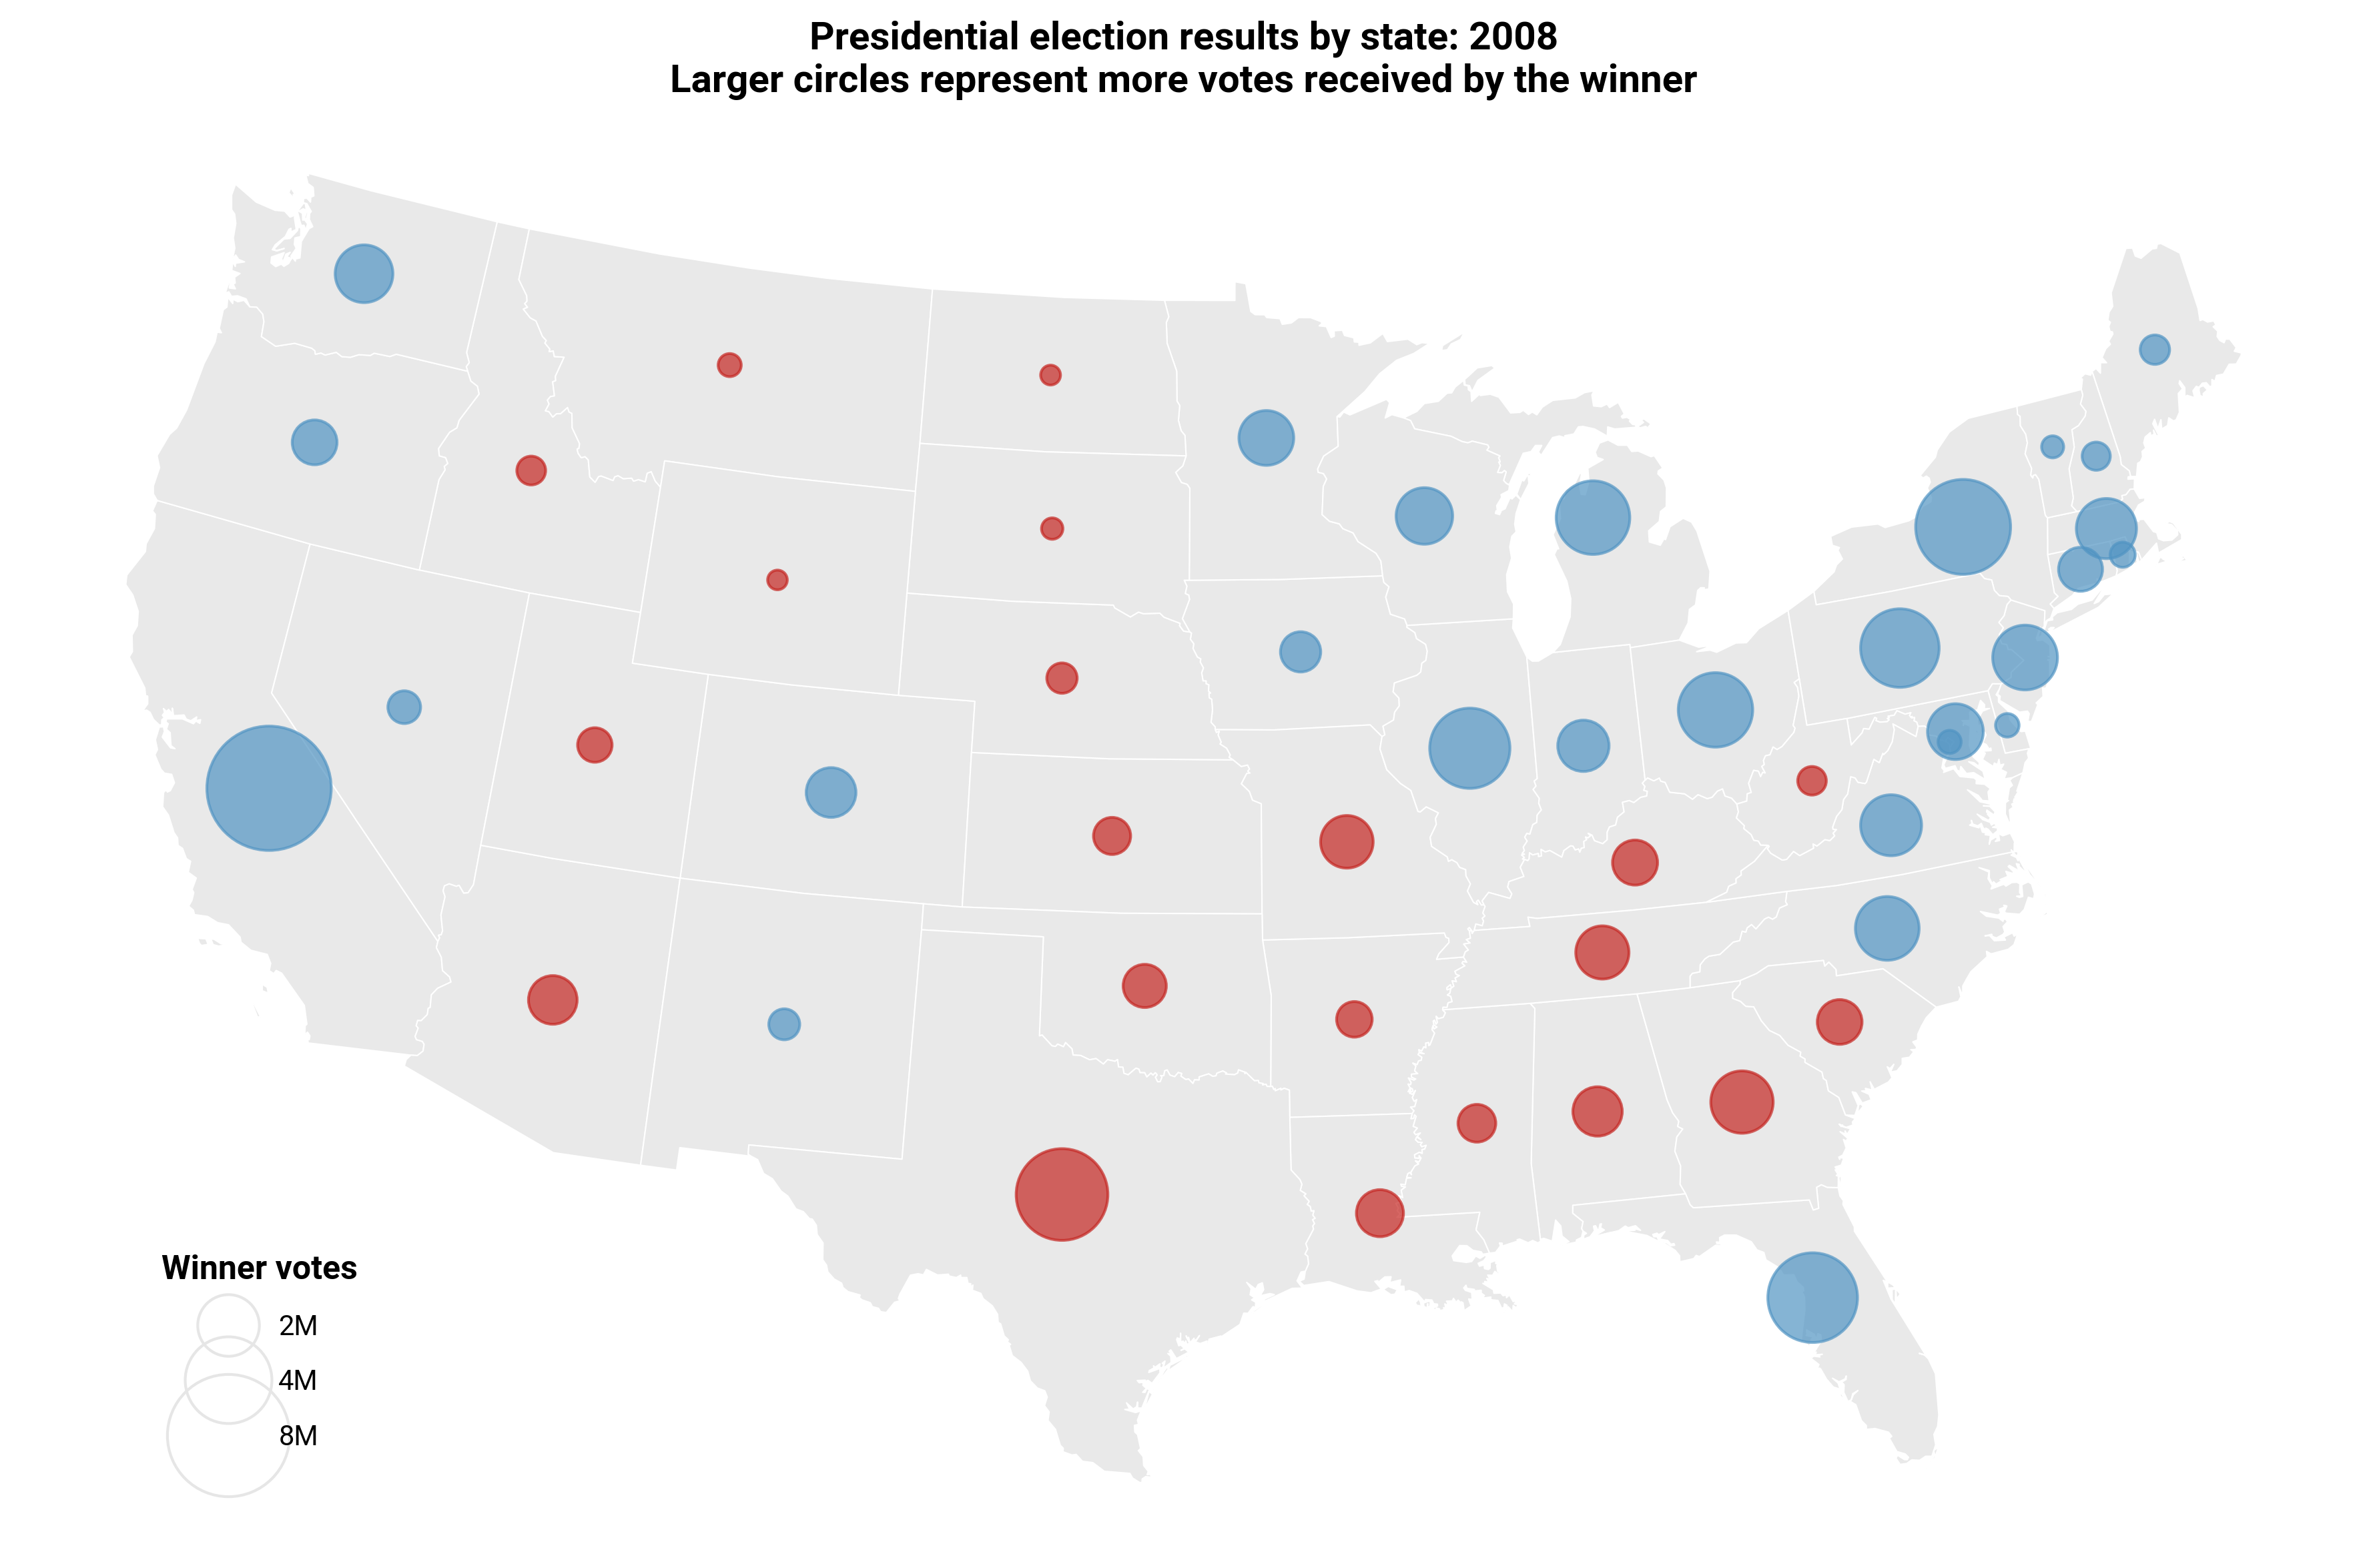 Presidential election results by state: 2008
Larger circles represent more votes received by the winner
Winner votes
2M
4M
8M